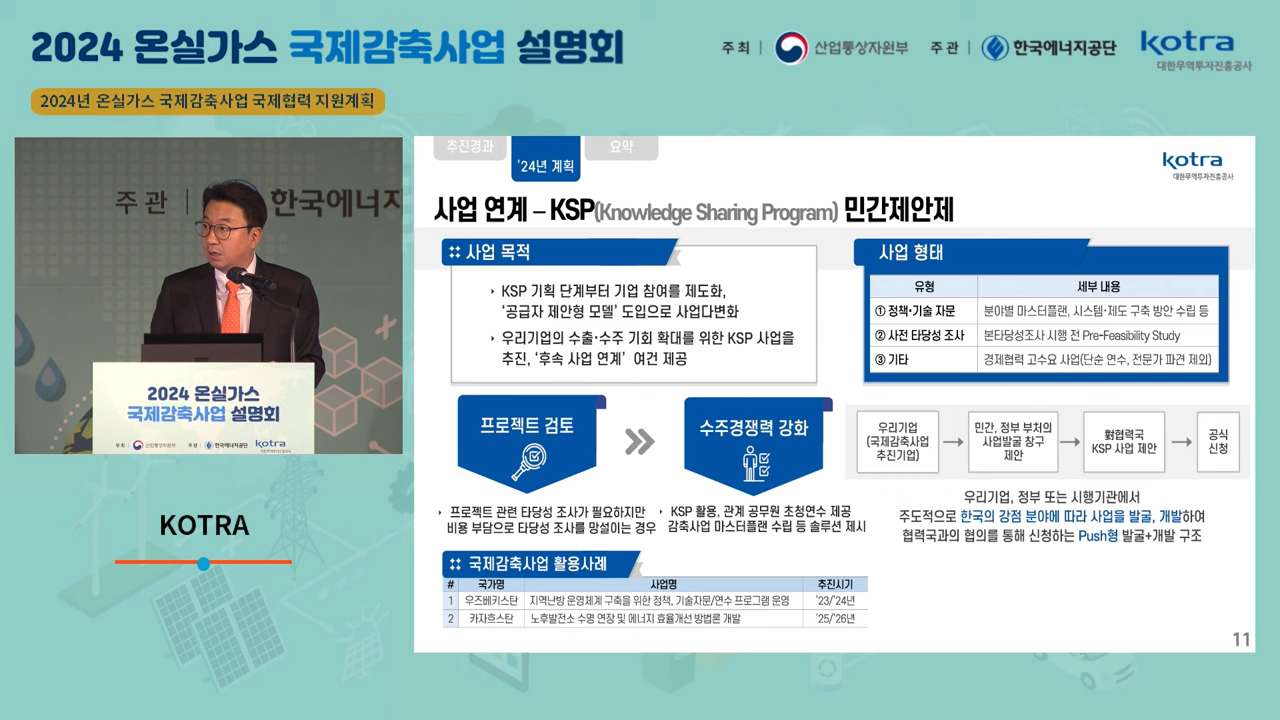 2024 온실가스 국제감축사업 설명회
주 최 | 산업통상자원부 주 관 | 한국에너지공단 kotra
대한무역투자진흥공사
2024년 온실가스 국제감축사업 국제협력 지원계획
주 관 | 한국에너지
2024 온실가스
국제감축사업 설명회
주 최 | 산업통상자원부 주 관 | 한국에너지공단 kotra
KOTRA
추진경과
'24년 계획
요약
kotra
대한무역투자진흥공사
사업 연계 – KSP(Knowledge Sharing Program) 민간제안제
사업 목적
‣ KSP 기획 단계부터 기업 참여를 제도화,
‘공급자 제안형 모델’ 도입으로 사업다변화
‣ 우리기업의 수출·수주 기회 확대를 위한 KSP 사업을
추진, ‘후속 사업 연계’ 여건 제공
사업 형태
유형 세부 내용
① 정책·기술 자문 분야별 마스터플랜, 시스템·제도 구축 방안 수립 등
② 사전 타당성 조사 본타당성조사 시행 전 Pre-Feasibility Study
③ 기타 경제협력 고수요 사업(단순 연수, 전문가 파견 제외)
프로젝트 검토
수주경쟁력 강화
‣ 프로젝트 관련 타당성 조사가 필요하지만
비용 부담으로 타당성 조사를 망설이는 경우
‣ KSP 활용, 관계 공무원 초청연수 제공
감축사업 마스터플랜 수립 등 솔루션 제시
우리기업
(국제감축사업
추진기업)
민간, 정부 부처의
사업발굴 창구
제안
對협력국
KSP 사업 제안
공식
신청
우리기업, 정부 또는 시행기관에서
주도적으로 한국의 강점 분야에 따라 사업을 발굴, 개발하여
협력국과의 협의를 통해 신청하는 Push형 발굴+개발 구조
국제감축사업 활용사례
# 국가명 사업명 추진시기
1 우즈베키스탄 지역난방 운영체계 구축을 위한 정책, 기술자문/연수 프로그램 운영 '23/'24년
2 카자흐스탄 노후발전소 수명 연장 및 에너지 효율개선 방법론 개발 '25/'26년
11